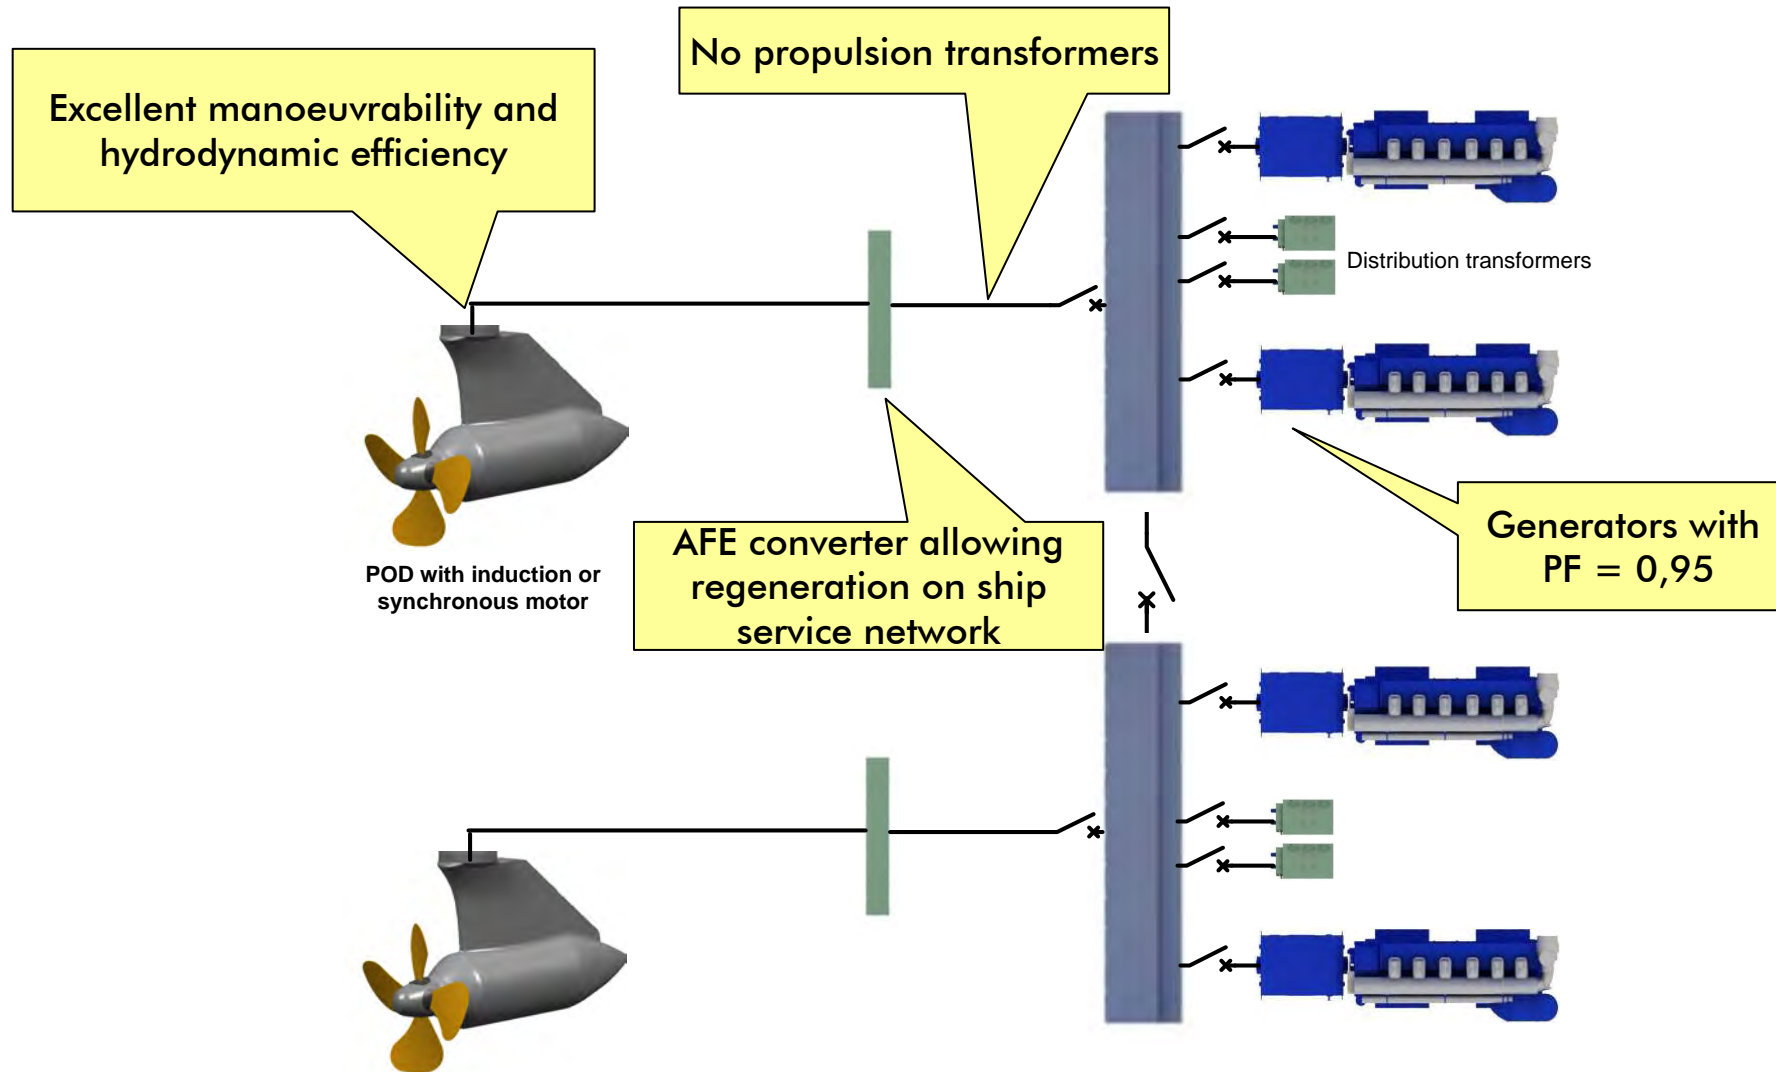 No propulsion transformers
Excellent manoeuvrability and
hydrodynamic efficiency
Distribution transformers
Generators with
PF = 0,95
AFE converter allowing
regeneration on ship
service network
POD with induction or
synchronous motor